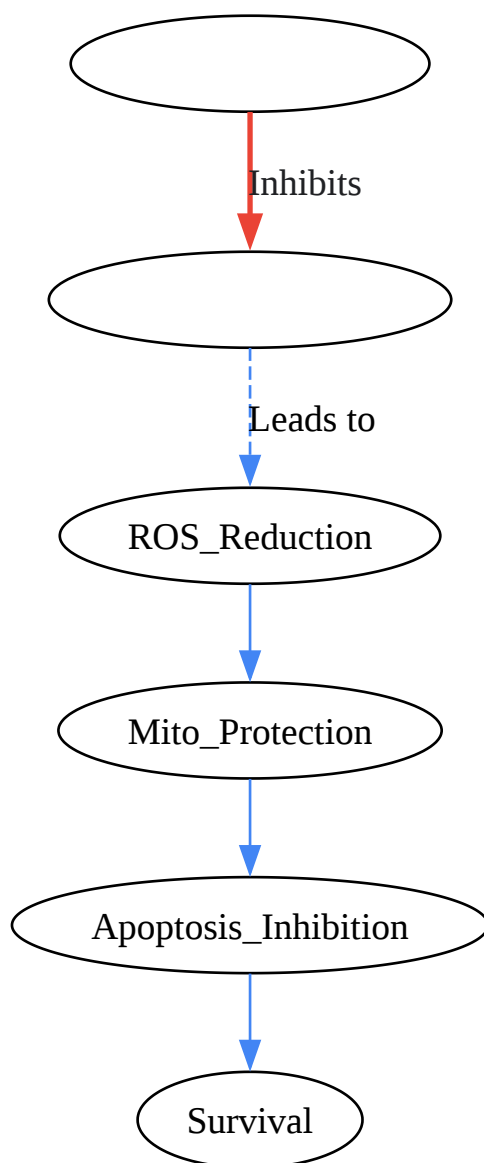 Inhibits
Leads to
ROS_Reduction
Mito_Protection
Apoptosis_Inhibition
Survival